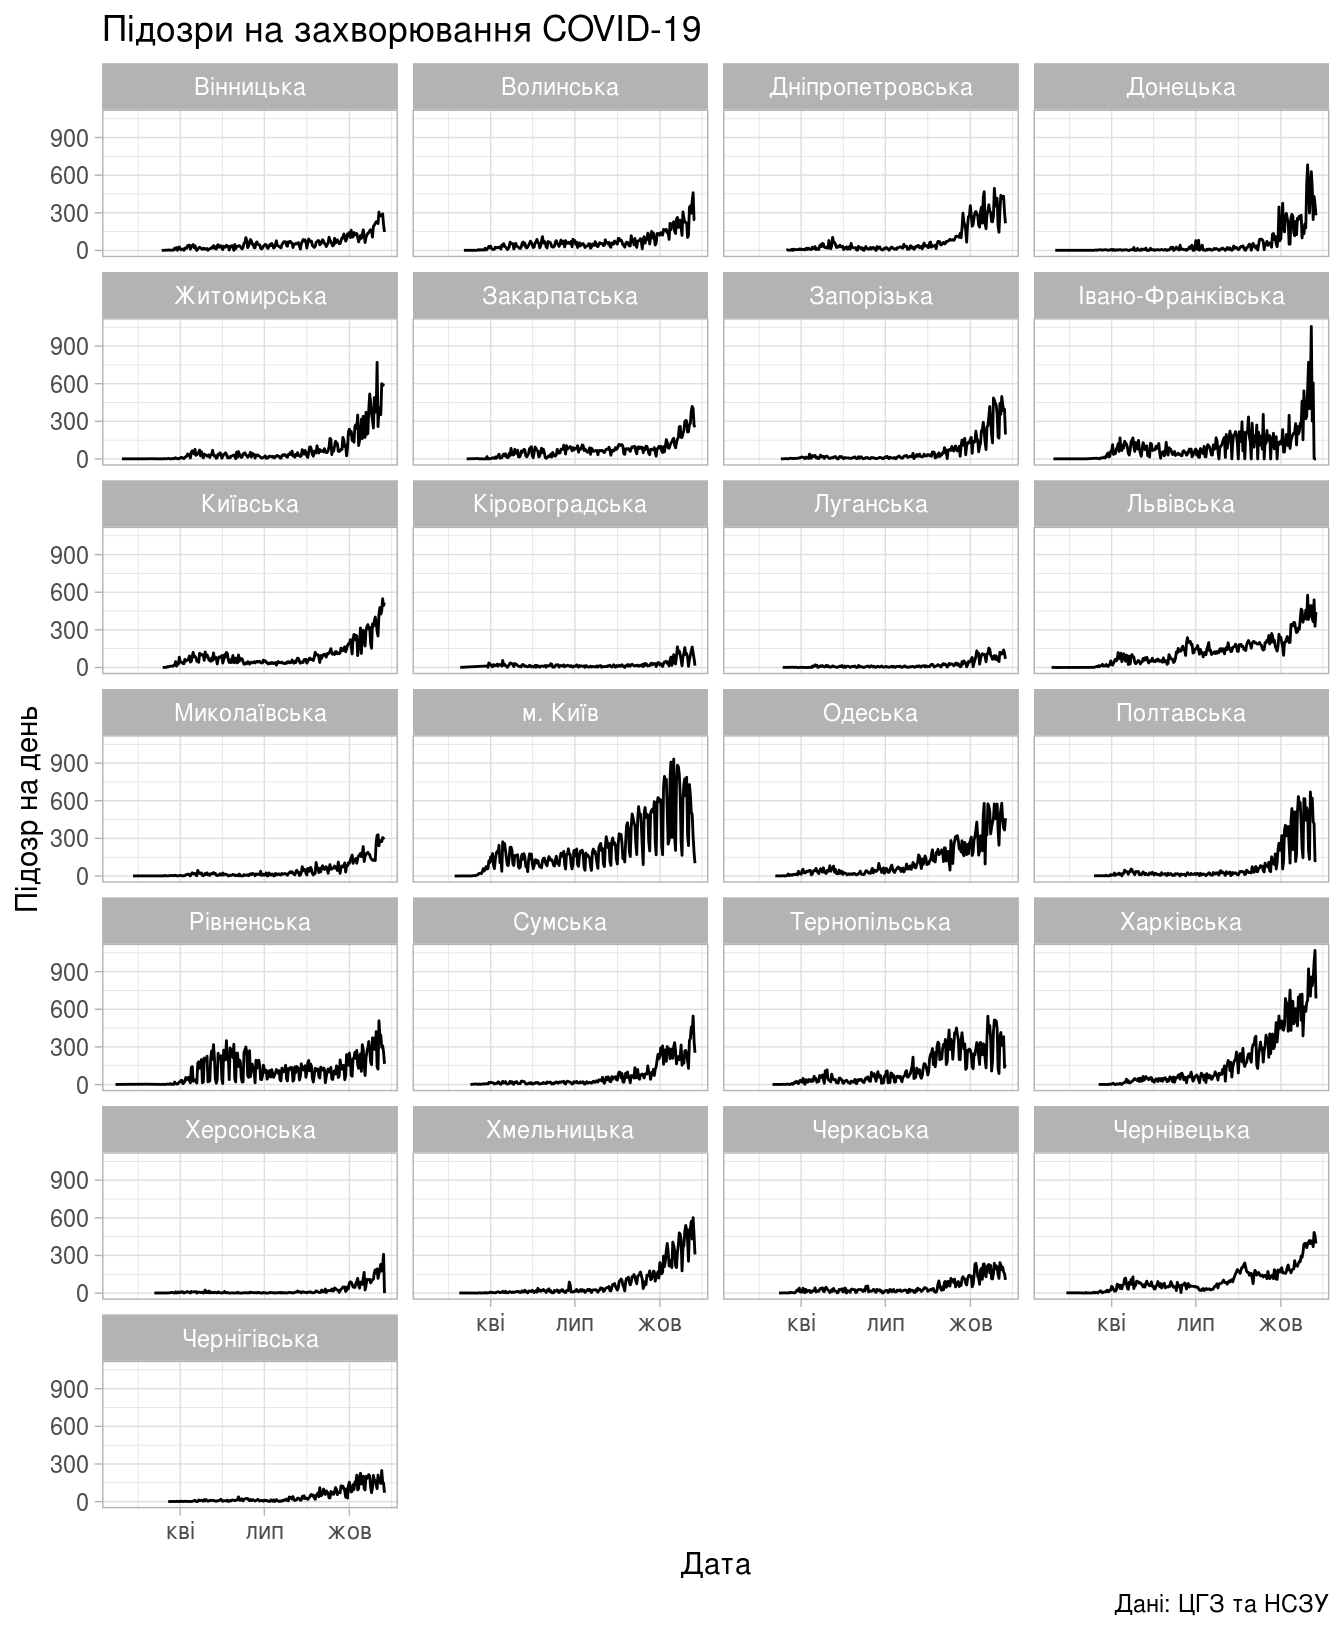 Підозри на захворювання COVID-19
Вінницька
Волинська
Дніпропетровська
Донецька
900
600
300
0
Житомирська
Закарпатська
Запорізька
Івано-Франківська
900
600
300
0
Київська
Кіровоградська
Луганська
Львівська
900
600
300
0
Миколаївська
м. Київ
Одеська
Полтавська
900
600
300
0
Підозр на день
Рівненська
Сумська
Тернопільська
Харківська
900
600
300
0
Херсонська
Хмельницька
Черкаська
Чернівецька
900
600
300
0
кві лип жов
кві лип жов
кві лип жов
Чернігівська
900
600
300
0
кві лип жов
Дата
Дані: ЦГЗ та НСЗУ